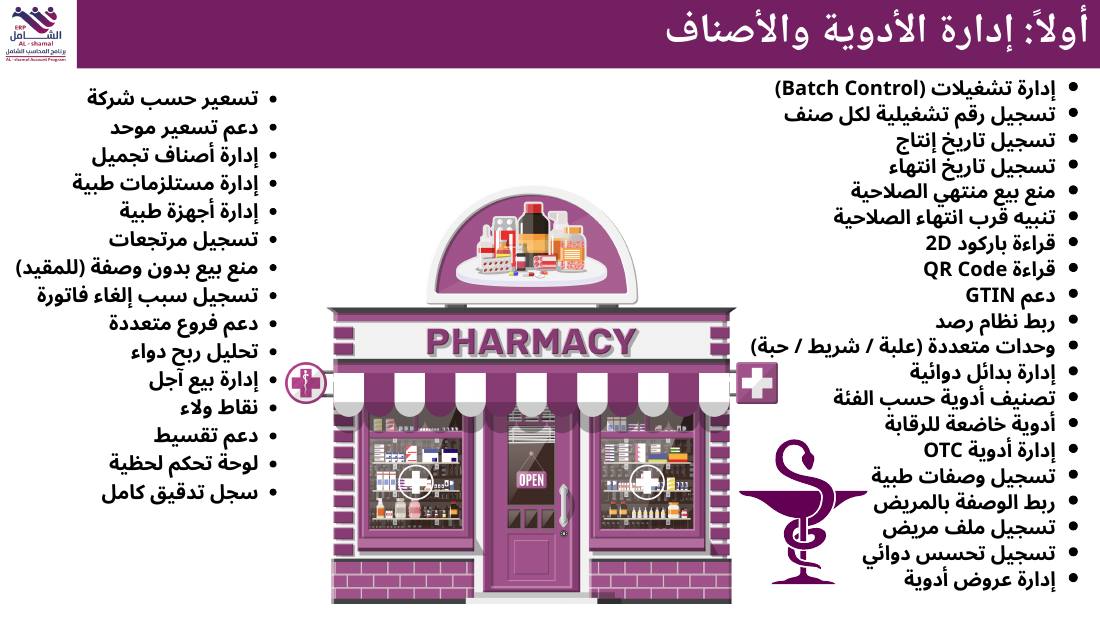 أولاً: إدارة الأدوية والأصناف
ERP
الشـــامل
AL - shamal
برنامج المحاسب الشامل
AL - shamal Account Program
إدارة تشغيلات (Batch Control)
تسجيل رقم تشغيلية لكل صنف
تسجيل تاريخ إنتاج
تسجيل تاريخ انتهاء
منع بيع منتهي الصلاحية
تنبيه قرب انتهاء الصلاحية
قراءة باركود 2D
قراءة QR Code
دعم GTIN
ربط نظام رصد
وحدات متعددة (علبة / شريط / حبة)
إدارة بدائل دوائية
تصنيف أدوية حسب الفئة
أدوية خاضعة للرقابة
إدارة أدوية OTC
تسجيل وصفات طبية
ربط الوصفة بالمريض
تسجيل ملف مريض
تسجيل تحسس دوائي
إدارة عروض أدوية
تسعير حسب شركة
دعم تسعير موحد
إدارة أصناف تجميل
إدارة مستلزمات طبية
إدارة أجهزة طبية
تسجيل مرتجعات
منع بيع بدون وصفة (للمقيد)
تسجيل سبب إلغاء فاتورة
دعم فروع متعددة
تحليل ربح دواء
إدارة بيع آجل
نقاط ولاء
دعم تقسيط
لوحة تحكم لحظية
سجل تدقيق كامل
PHARMACY
OPEN